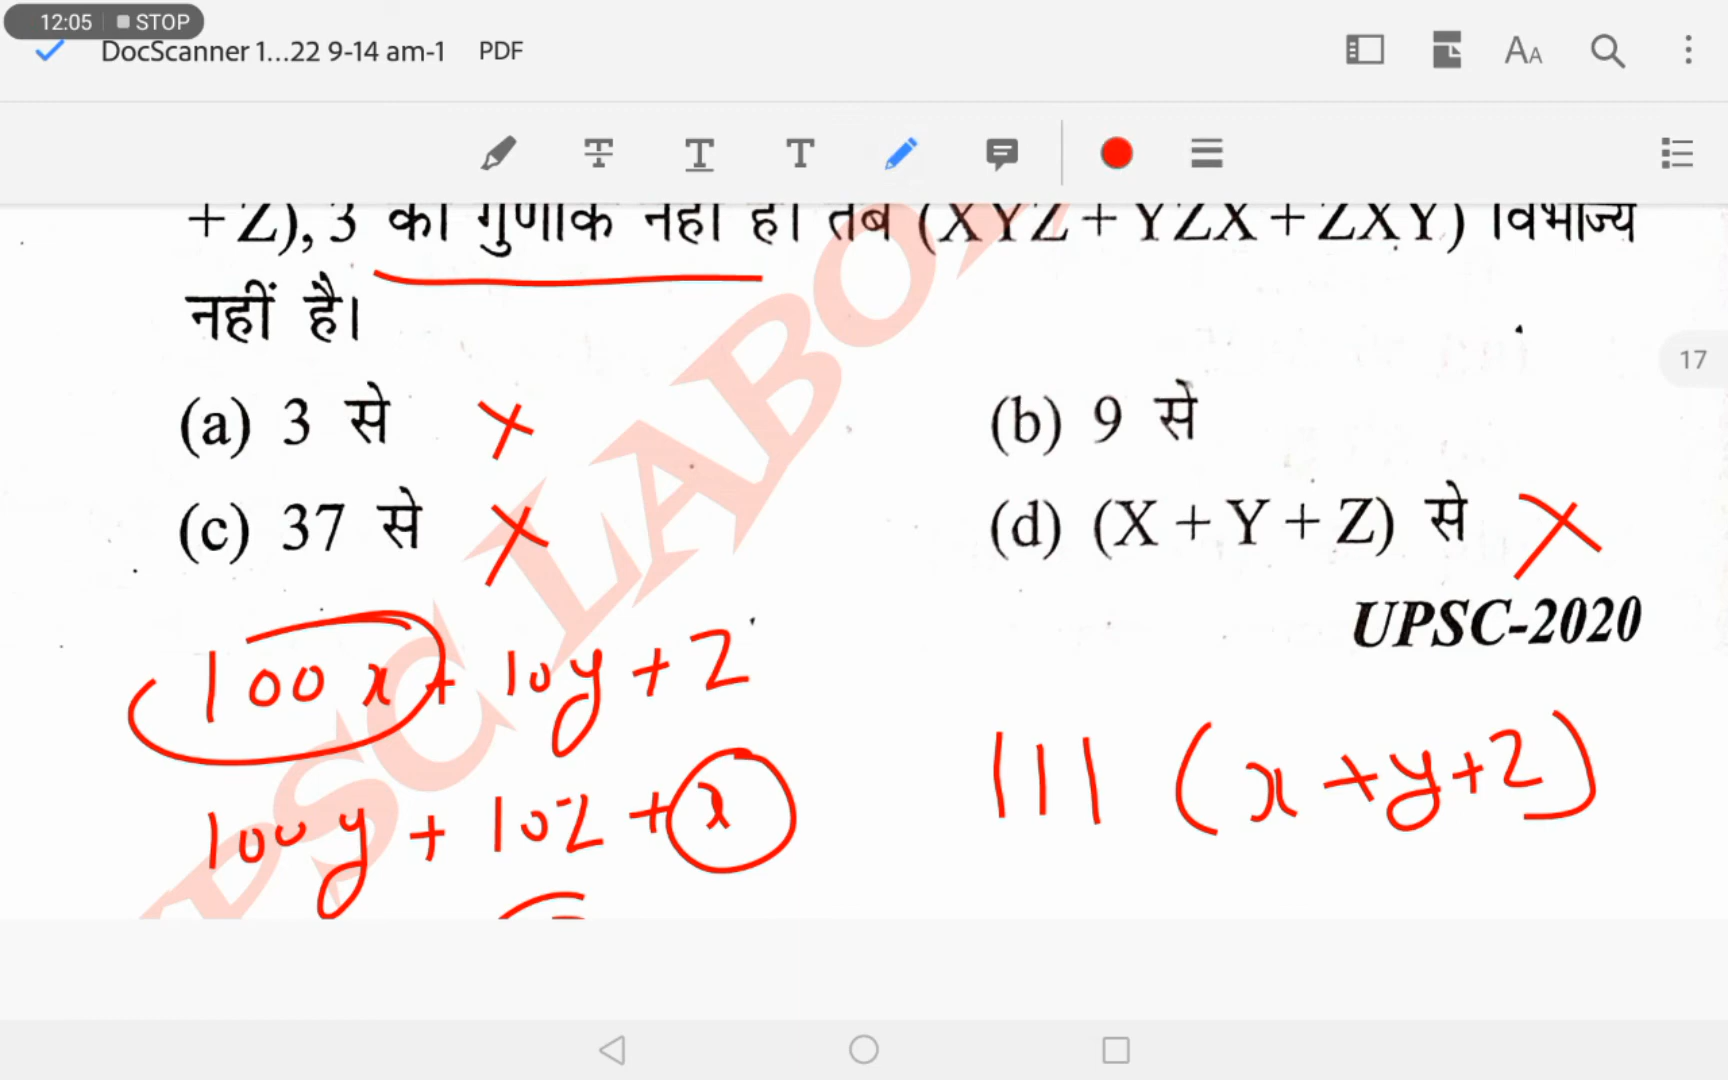 12:05 STOP
DocScanner 1...22 9-14 am-1 PDF
+Z), 3 का गुणांक नहीं है। तब (XYZ + YZX + ZXY) विभाज्य
नहीं है।
17
(a) 3 से (b) 9 से
(c) 37 से (d) (X + Y + Z) से
UPSC-2020
100x + 10y + z
111 (x + y + z)
100y + 10z + x